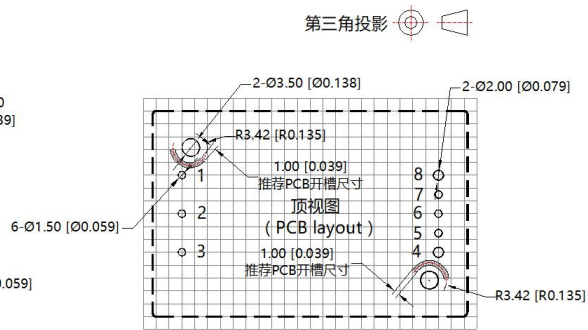 第三角投影
2-Ø3.50 [Ø0.138]
2-Ø2.00 [Ø0.079]
R3.42 [R0.135]
1.00 [0.039]
推荐PCB开槽尺寸
1
2
3
8
7
6
5
4
顶视图
( PCB layout )
6-Ø1.50 [Ø0.059]
1.00 [0.039]
推荐PCB开槽尺寸
R3.42 [R0.135]